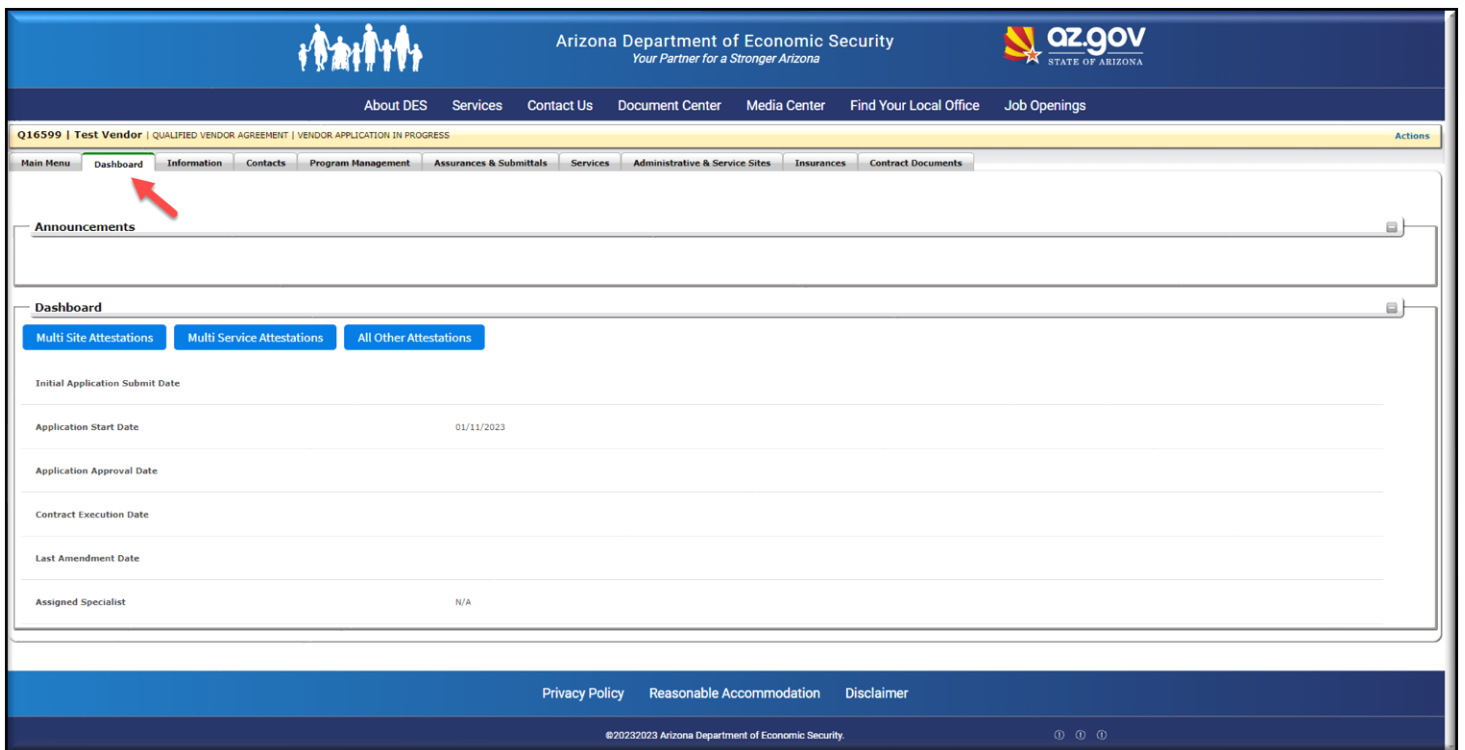 Arizona Department of Economic Security
Your Partner for a Stronger Arizona
az.gov
STATE OF ARIZONA
About DES Services Contact Us Document Center Media Center Find Your Local Office Job Openings
Q16599 | Test Vendor | QUALIFIED VENDOR AGREEMENT | VENDOR APPLICATION IN PROGRESS Actions
Main Menu Dashboard Information Contacts Program Management Assurances & Submittals Services Administrative & Service Sites Insurances Contract Documents
Announcements
Dashboard
Multi Site Attestations Multi Service Attestations All Other Attestations
Initial Application Submit Date
Application Start Date 01/11/2023
Application Approval Date
Contract Execution Date
Last Amendment Date
Assigned Specialist N/A
Privacy Policy Reasonable Accommodation Disclaimer
©20232023 Arizona Department of Economic Security.